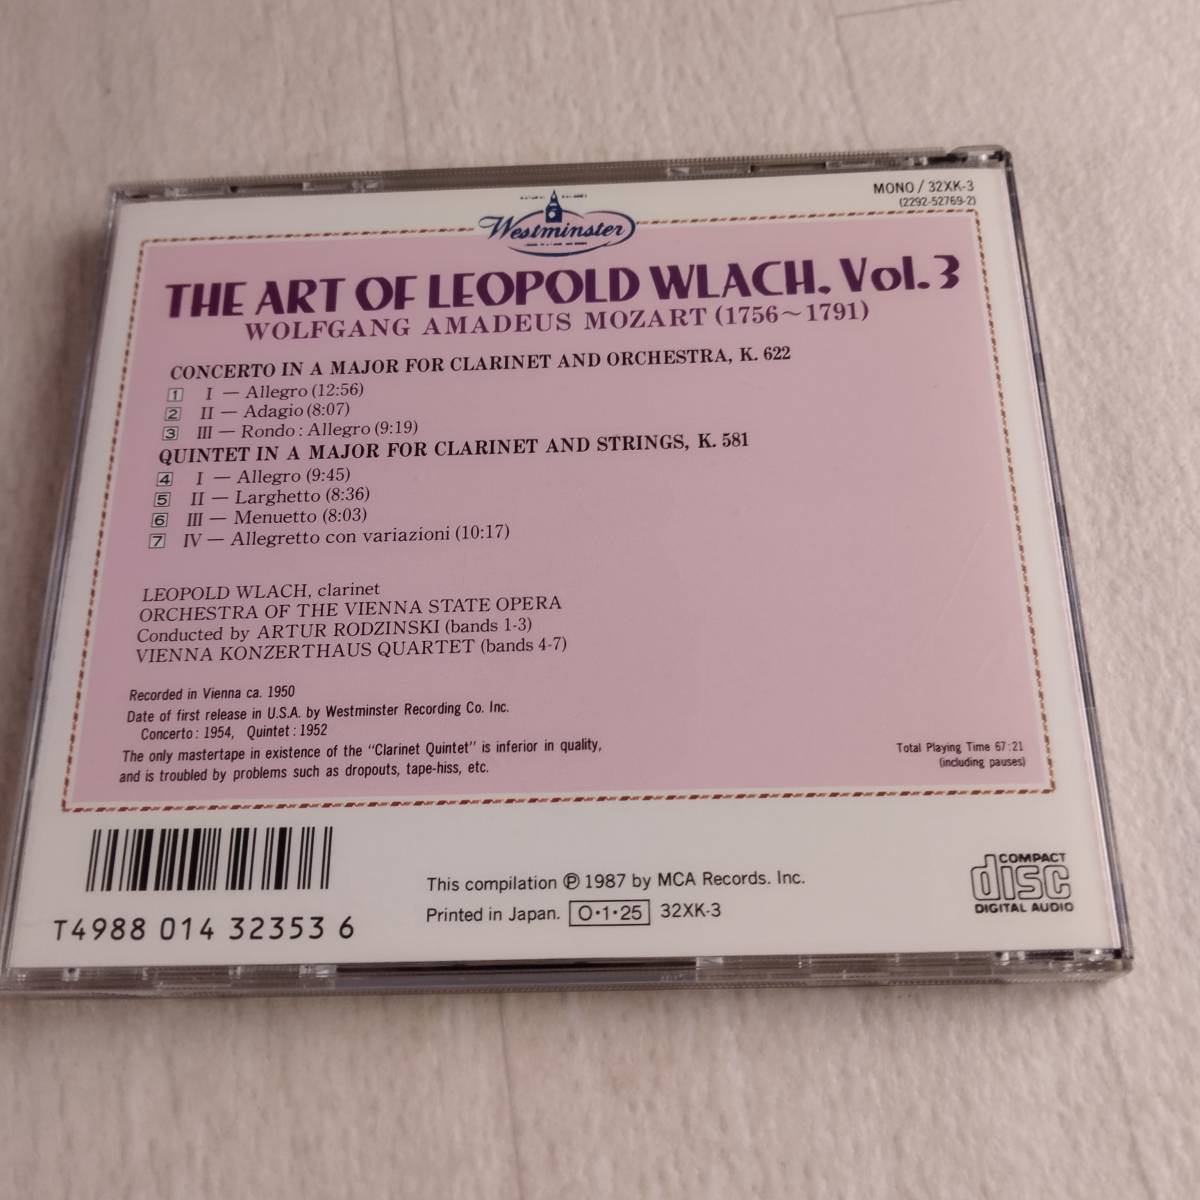 MONO / 32XK-3
(2292-52769-2)
Westminster
THE ART OF LEOPOLD WLACH, Vol. 3
WOLFGANG AMADEUS MOZART (1756～1791)
CONCERTO IN A MAJOR FOR CLARINET AND ORCHESTRA, K. 622
1 I — Allegro (12:56)
2 II — Adagio (8:07)
3 III — Rondo : Allegro (9:19)
QUINTET IN A MAJOR FOR CLARINET AND STRINGS, K. 581
4 I — Allegro (9:45)
5 II — Larghetto (8:36)
6 III — Menuetto (8:03)
7 IV — Allegretto con variazioni (10:17)
LEOPOLD WLACH, clarinet
ORCHESTRA OF THE VIENNA STATE OPERA
Conducted by ARTUR RODZINSKI (bands 1-3)
VIENNA KONZERTHAUS QUARTET (bands 4-7)
Recorded in Vienna ca. 1950
Date of first release in U.S.A. by Westminster Recording Co. Inc.
Concerto : 1954, Quintet : 1952
The only mastertape in existence of the "Clarinet Quintet" is inferior in quality,
and is troubled by problems such as dropouts, tape-hiss, etc.
Total Playing Time 67:21
(including pauses)
T4988 014 32353 6
This compilation ℗ 1987 by MCA Records. Inc.
Printed in Japan. O・1・25 32XK-3
COMPACT
disc
DIGITAL AUDIO